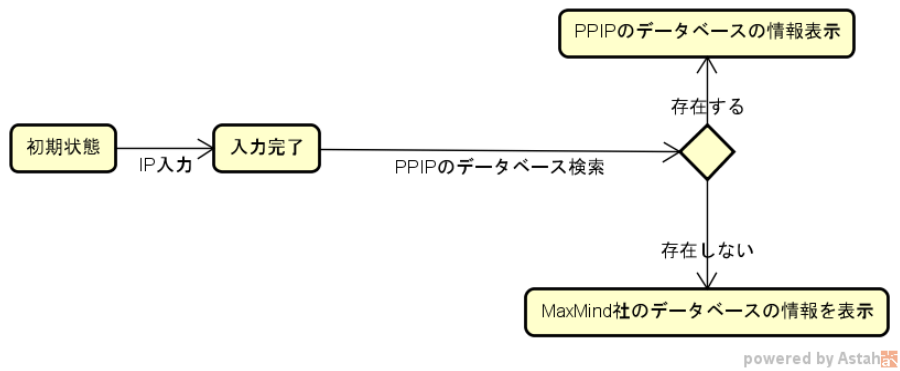 PPIPのデータベースの情報表示
存在する
初期状態
IP入力
入力完了
PPIPのデータベース検索
存在しない
MaxMind社のデータベースの情報を表示
powered by Astah